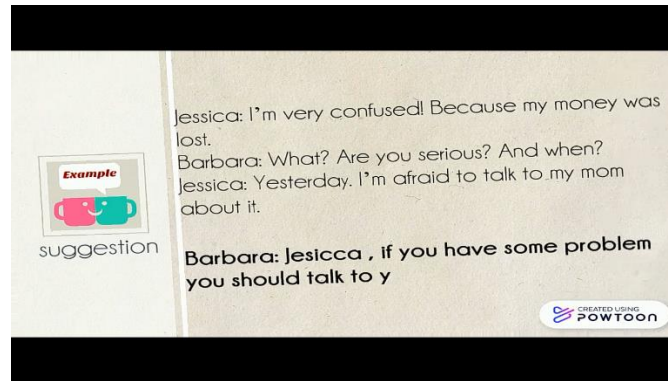 Jessica: I'm very confused! Because my money was
lost.
Barbara: What? Are you serious? And when?
Jessica: Yesterday. I'm afraid to talk to my mom
about it.
Example
suggestion
Barbara: Jesicca , if you have some problem
you should talk to y
CREATED USING
POWTOON